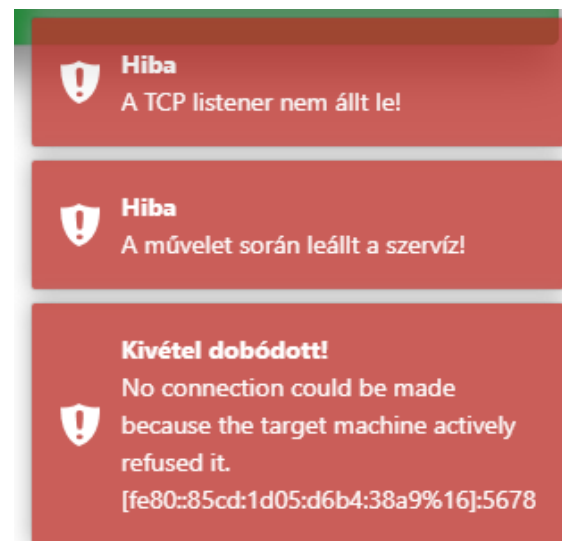 Hiba
A TCP listener nem állt le!
Hiba
A művelet során leállt a szervíz!
Kivétel dobódott!
No connection could be made
because the target machine actively
refused it.
[fe80::85cd:1d05:d6b4:38a9%16]:5678